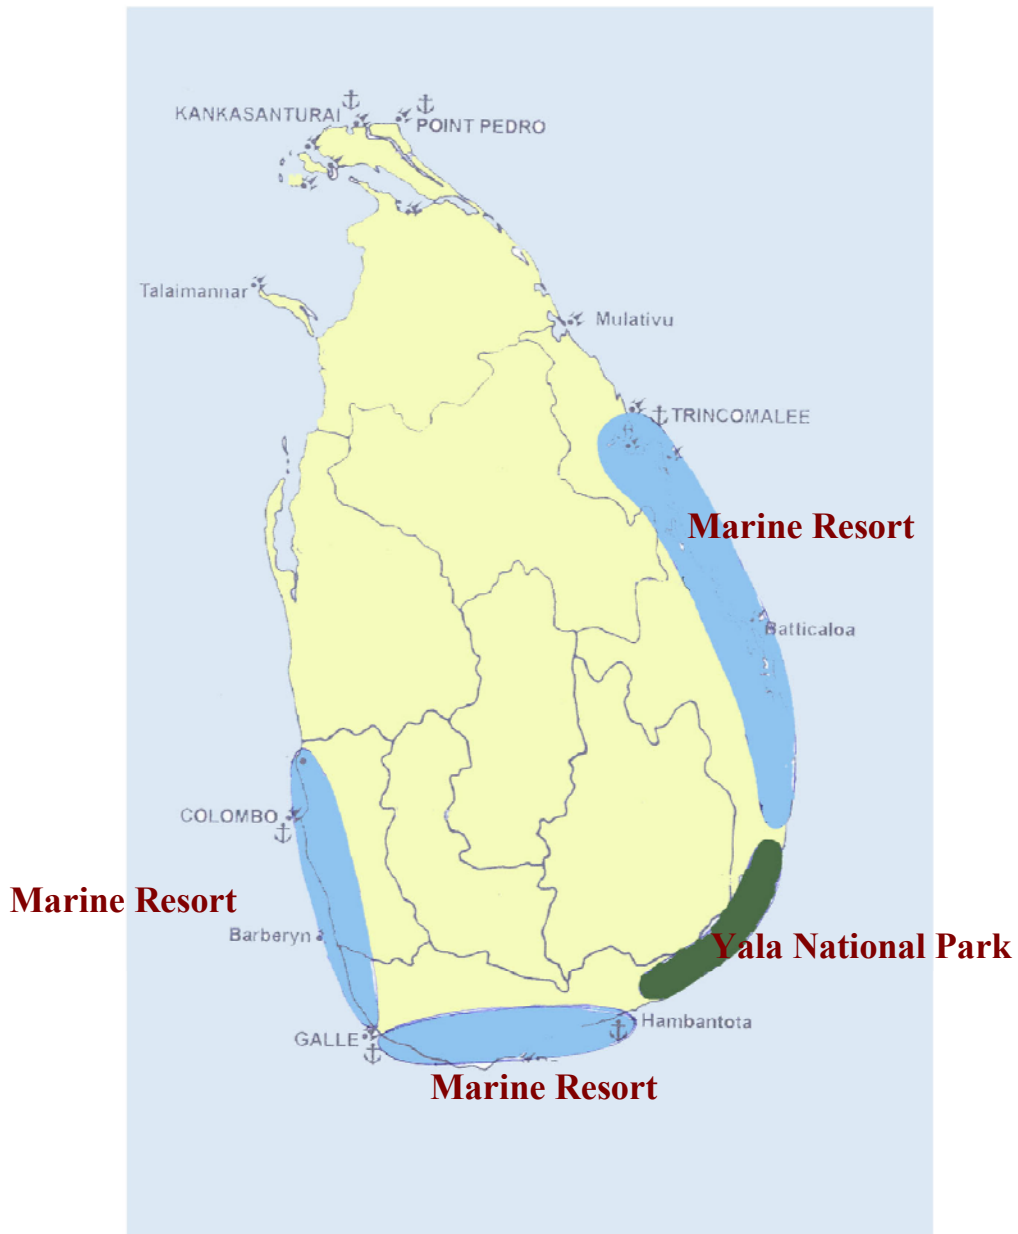 KANKASANTURAI
POINT PEDRO
Talaimannar
Mulativu
TRINCOMALEE
Marine Resort
Batticaloa
COLOMBO
Marine Resort
Barberyn
Yala National Park
Hambantota
GALLE
Marine Resort